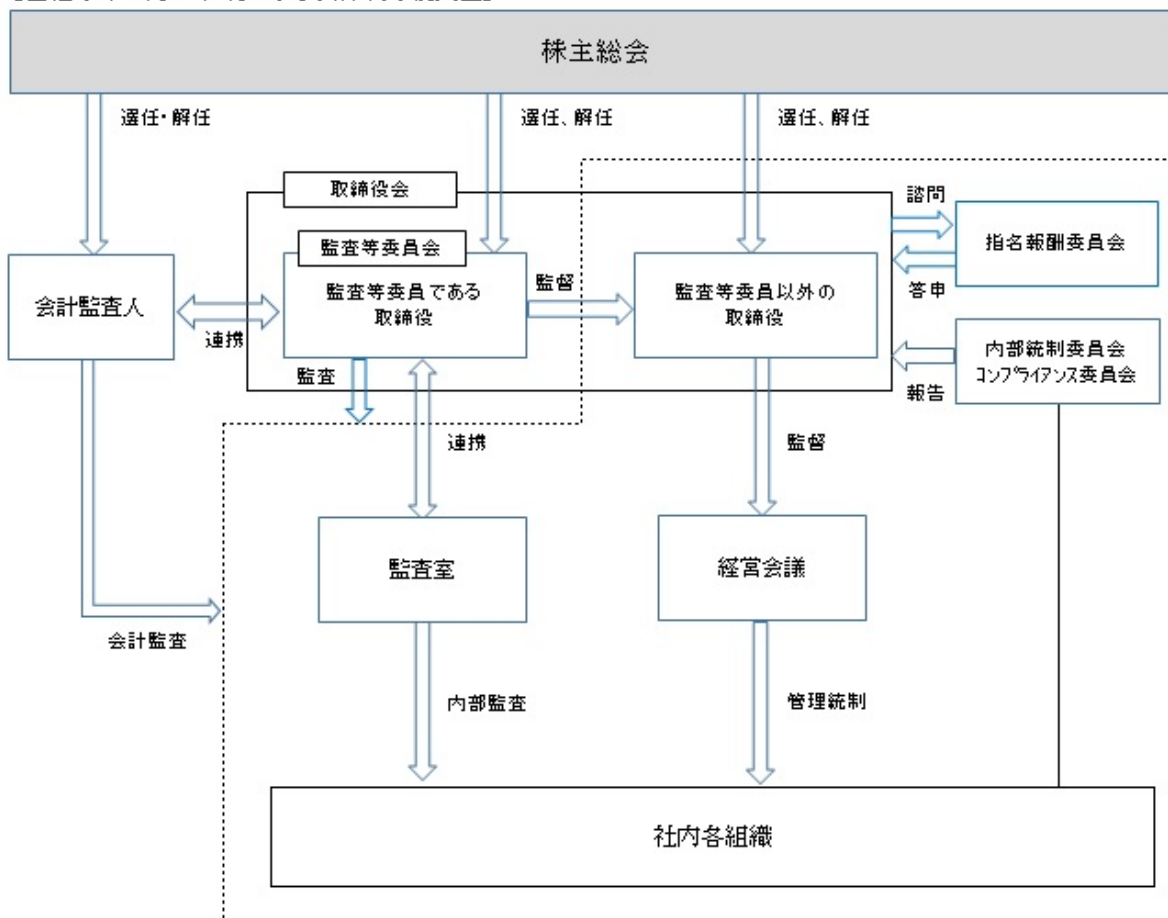 株主総会
選任・解任
選任、解任
選任、解任
取締役会
諮問
監査等委員会
指名報酬委員会
会計監査人
監査等委員である
取締役
監督
監査等委員以外の
取締役
答申
連携
内部統制委員会
コンプライアンス委員会
監査
報告
連携
監督
監査室
経営会議
会計監査
内部監査
管理統制
社内各組織